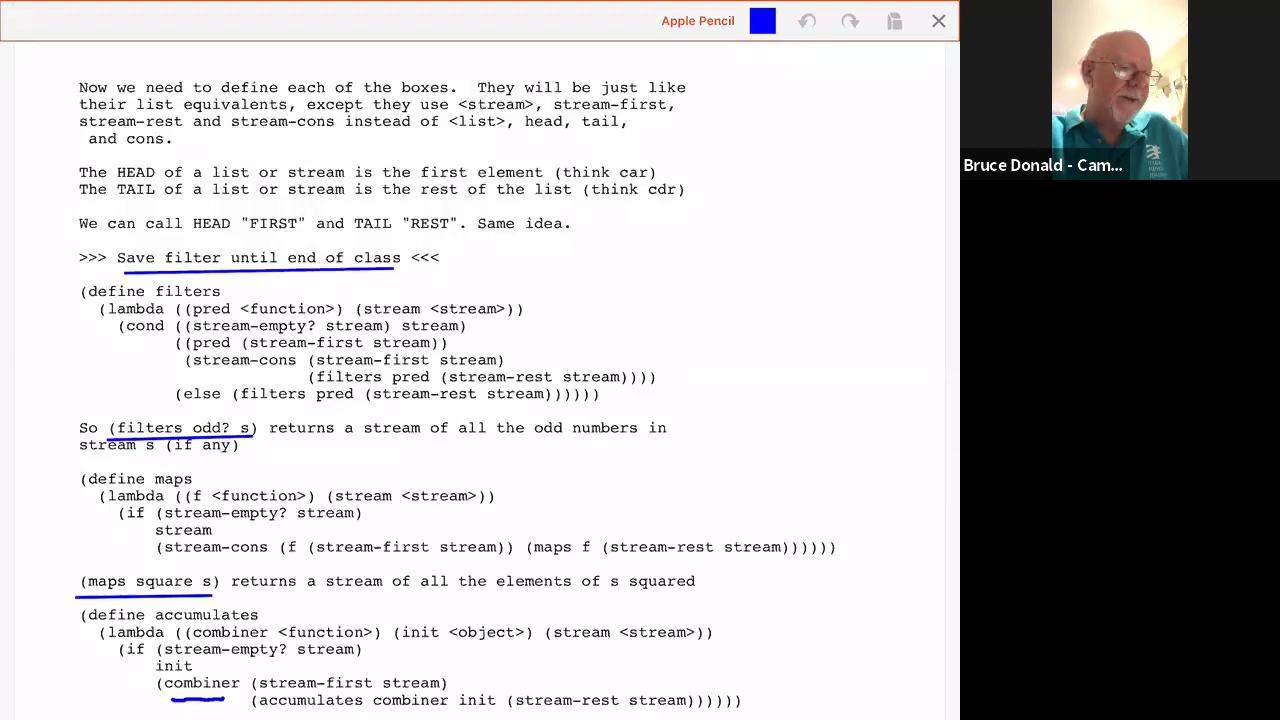 Apple Pencil
Now we need to define each of the boxes.  They will be just like
their list equivalents, except they use <stream>, stream-first,
stream-rest and stream-cons instead of <list>, head, tail,
 and cons.
The HEAD of a list or stream is the first element (think car)
The TAIL of a list or stream is the rest of the list (think cdr)
We can call HEAD "FIRST" and TAIL "REST". Same idea.
>>> Save filter until end of class <<<
(define filters
  (lambda ((pred <function>) (stream <stream>))
    (cond ((stream-empty? stream) stream)
          ((pred (stream-first stream))
           (stream-cons (stream-first stream)
                        (filters pred (stream-rest stream))))
          (else (filters pred (stream-rest stream))))))
So (filters odd? s) returns a stream of all the odd numbers in
stream s (if any)
(define maps
  (lambda ((f <function>) (stream <stream>))
    (if (stream-empty? stream)
        stream
        (stream-cons (f (stream-first stream)) (maps f (stream-rest stream))))))
(maps square s) returns a stream of all the elements of s squared
(define accumulates
  (lambda ((combiner <function>) (init <object>) (stream <stream>))
    (if (stream-empty? stream)
        init
        (combiner (stream-first stream)
                  (accumulates combiner init (stream-rest stream))))))
Bruce Donald - Cam...